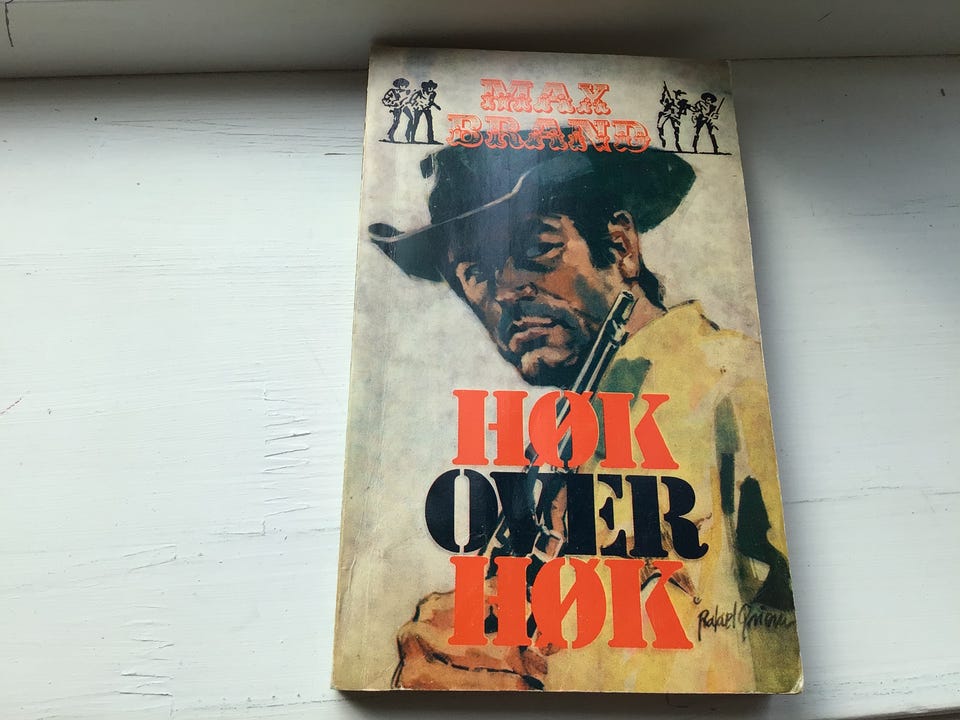 MAX
BRAND
HØK
OVER
HØK
Rafael